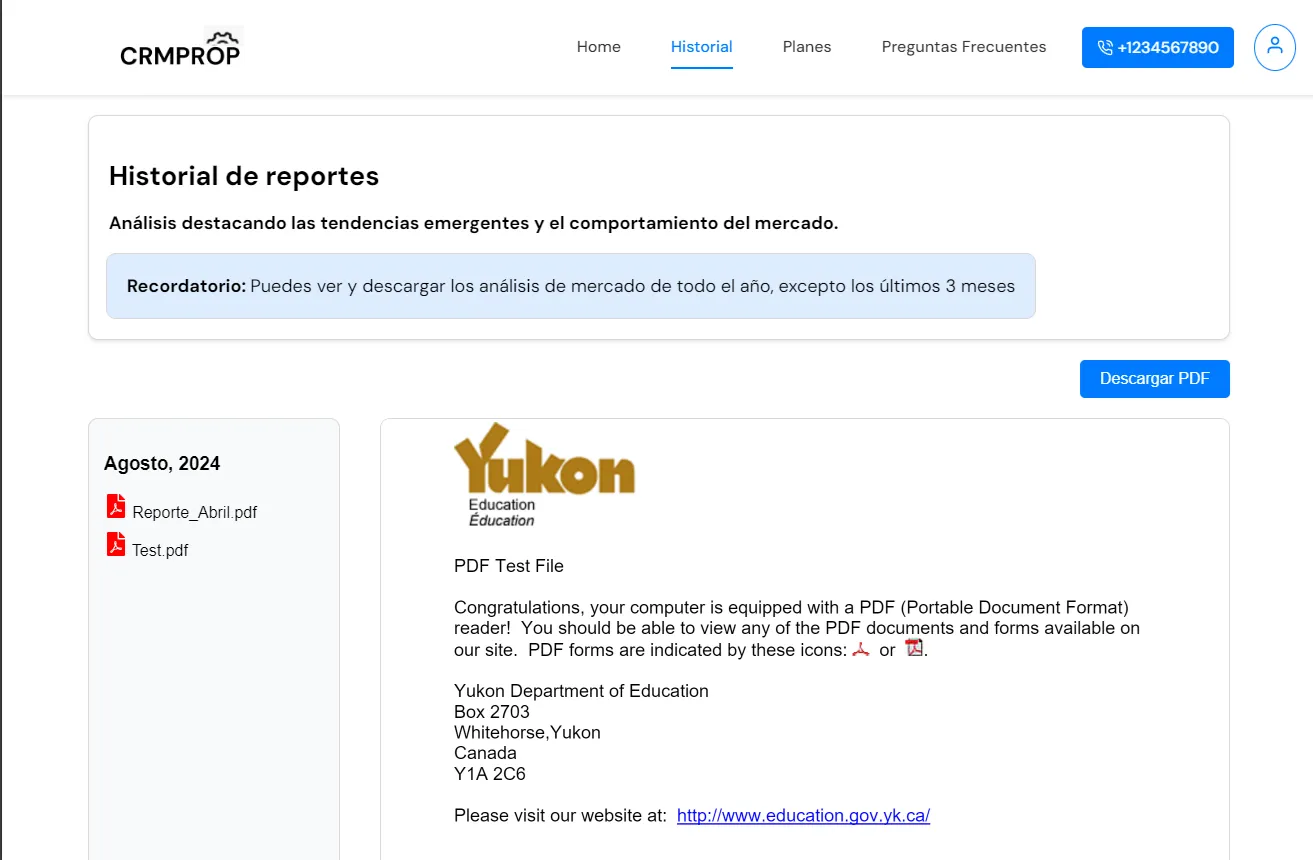 CRMPROP
Home
Historial
Planes
Preguntas Frecuentes
+1234567890
Historial de reportes
Análisis destacando las tendencias emergentes y el comportamiento del mercado.
Recordatorio: Puedes ver y descargar los análisis de mercado de todo el año, excepto los últimos 3 meses
Descargar PDF
Agosto, 2024
Reporte_Abril.pdf
Test.pdf
Yukon
Education
Éducation
PDF Test File
Congratulations, your computer is equipped with a PDF (Portable Document Format)
reader!  You should be able to view any of the PDF documents and forms available on
our site.  PDF forms are indicated by these icons: or .
Yukon Department of Education
Box 2703
Whitehorse,Yukon
Canada
Y1A 2C6
Please visit our website at:  http://www.education.gov.yk.ca/